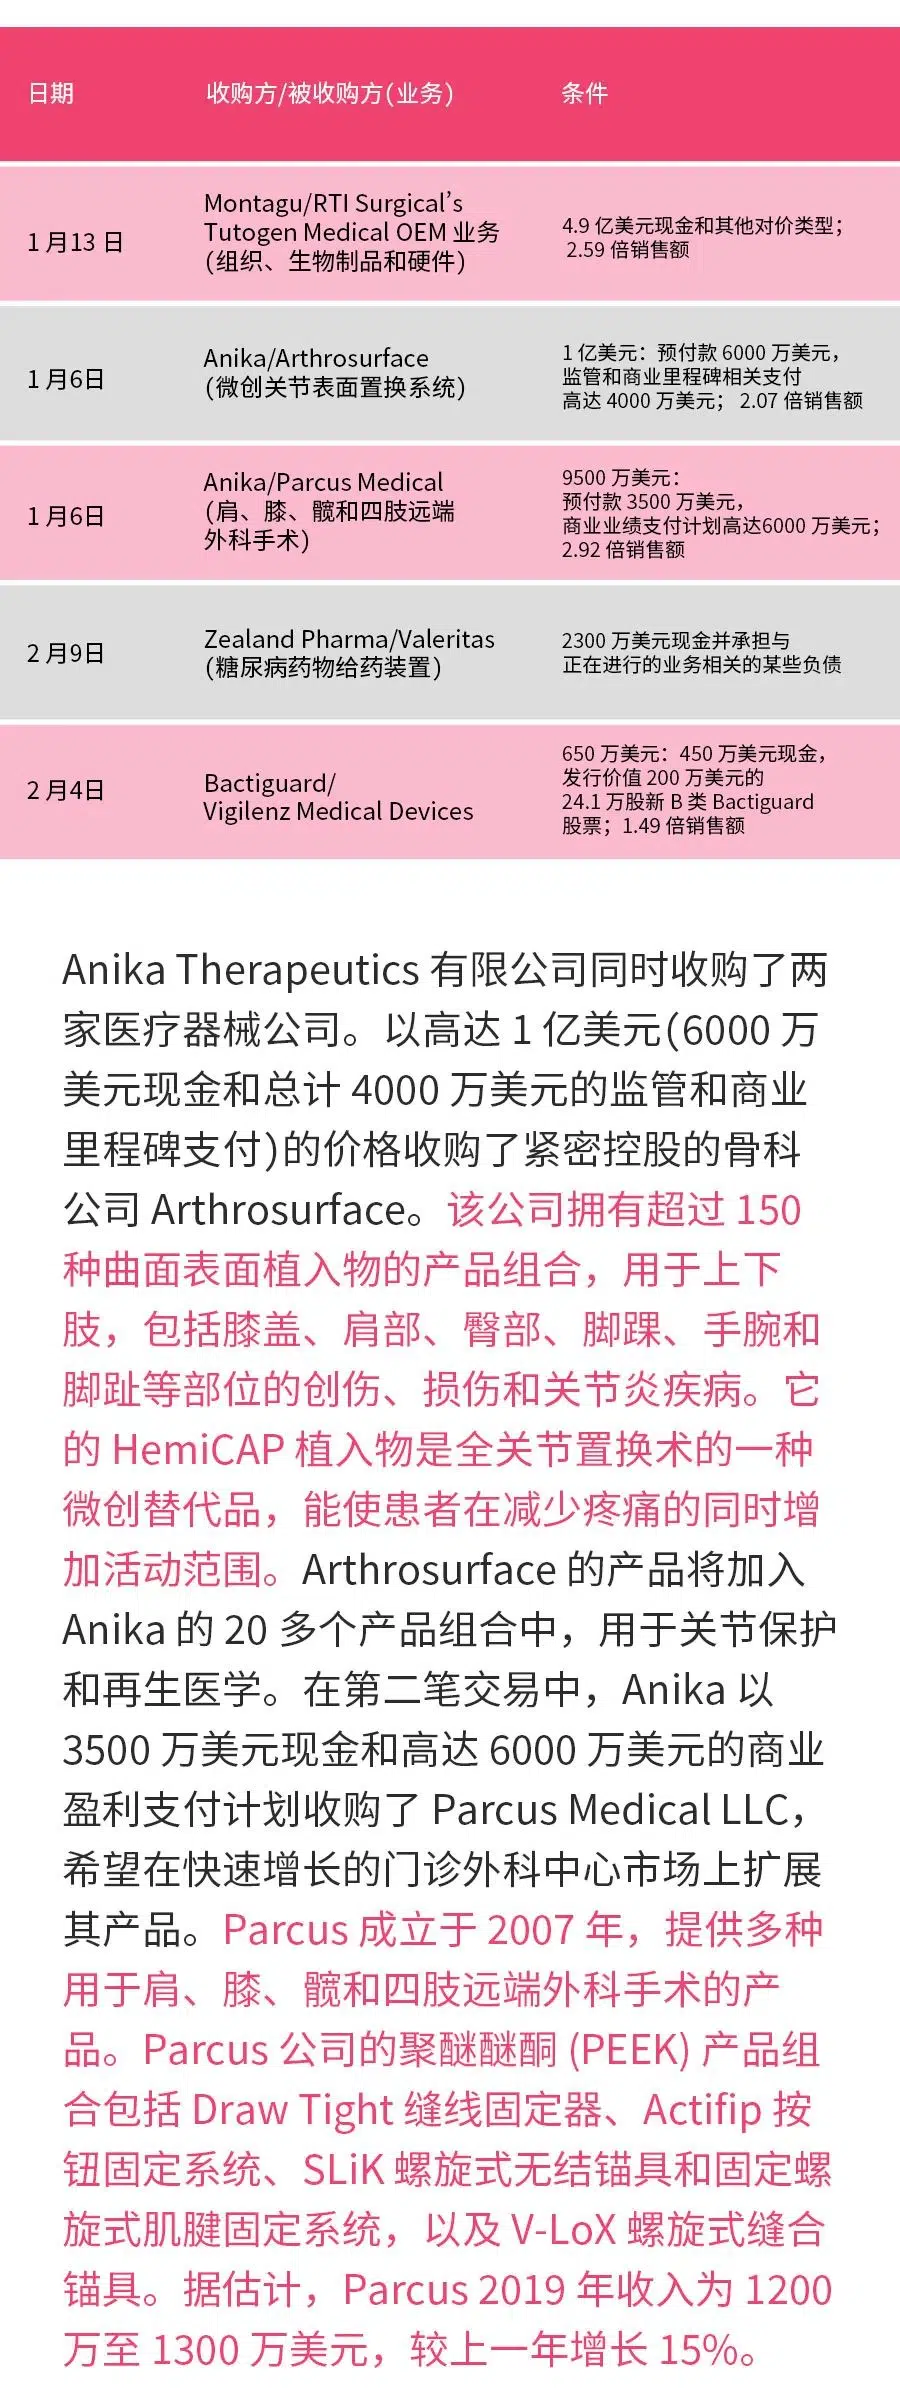 日期
收购方/被收购方(业务)
条件
1 月13 日
Montagu/RTI Surgical’s
Tutogen Medical OEM 业务
(组织、生物制品和硬件)
4.9 亿美元现金和其他对价类型；
2.59 倍销售额
1 月6日
Anika/Arthrosurface
(微创关节表面置换系统)
1 亿美元：预付款 6000 万美元，
监管和商业里程碑相关支付
高达 4000 万美元； 2.07 倍销售额
1 月6日
Anika/Parcus Medical
(肩、膝、髋和四肢远端
外科手术)
9500 万美元：
预付款 3500 万美元，
商业业绩支付计划高达6000 万美元；
2.92 倍销售额
2 月9日
Zealand Pharma/Valeritas
(糖尿病药物给药装置)
2300 万美元现金并承担与
正在进行的业务相关的某些负债
2 月4日
Bactiguard/
Vigilenz Medical Devices
650 万美元：450 万美元现金，
发行价值 200 万美元的
24.1 万股新 B 类 Bactiguard
股票；1.49 倍销售额
Anika Therapeutics 有限公司同时收购了两
家医疗器械公司。以高达 1 亿美元(6000 万
美元现金和总计 4000 万美元的监管和商业
里程碑支付)的价格收购了紧密控股的骨科
公司 Arthrosurface。该公司拥有超过 150
种曲面表面植入物的产品组合，用于上下
肢，包括膝盖、肩部、臀部、脚踝、手腕和
脚趾等部位的创伤、损伤和关节炎疾病。它
的 HemiCAP 植入物是全关节置换术的一种
微创替代品，能使患者在减少疼痛的同时增
加活动范围。Arthrosurface 的产品将加入
Anika 的 20 多个产品组合中，用于关节保护
和再生医学。在第二笔交易中，Anika 以
3500 万美元现金和高达 6000 万美元的商业
盈利支付计划收购了 Parcus Medical LLC，
希望在快速增长的门诊外科中心市场上扩展
其产品。Parcus 成立于 2007 年，提供多种
用于肩、膝、髋和四肢远端外科手术的产
品。Parcus 公司的聚醚醚酮 (PEEK) 产品组
合包括 Draw Tight 缝线固定器、Actifip 按
钮固定系统、SLiK 螺旋式无结锚具和固定螺
旋式肌腱固定系统，以及 V-LoX 螺旋式缝合
锚具。据估计，Parcus 2019 年收入为 1200
万至 1300 万美元，较上一年增长 15%。